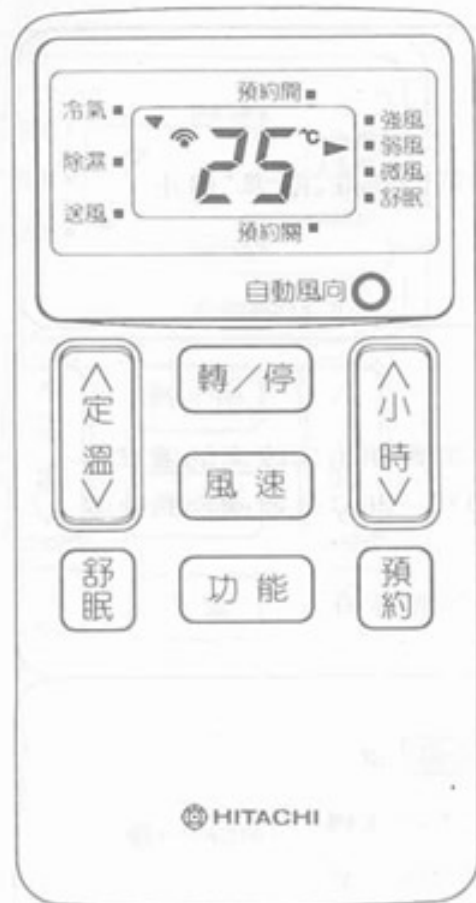 預約開
冷氣
除濕
送風
25℃
強風
弱風
微風
舒眠
預約關
自動風向
定溫
轉／停
小時
風速
舒眠
功能
預約
HITACHI